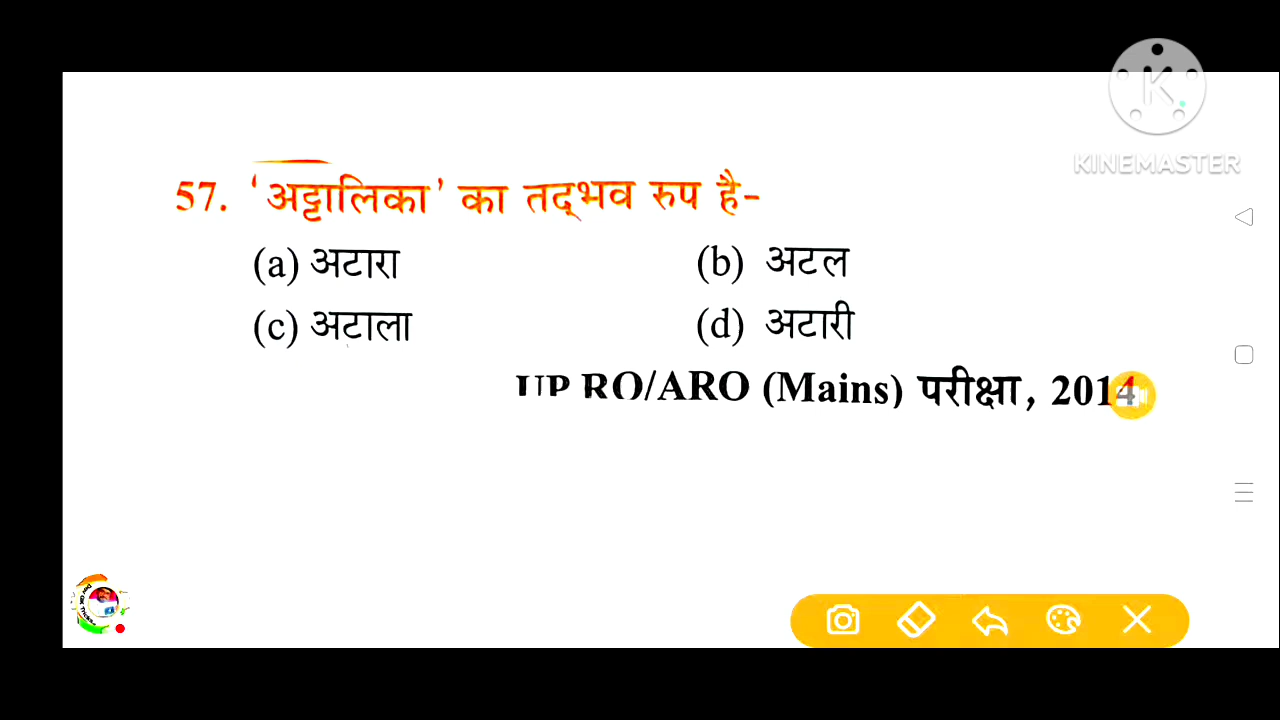 KINEMASTER
57. 'अट्टालिका' का तद्भव रुप है-
(a) अटारा (b) अटल
(c) अटाला (d) अटारी
UP RO/ARO (Mains) परीक्षा, 2014